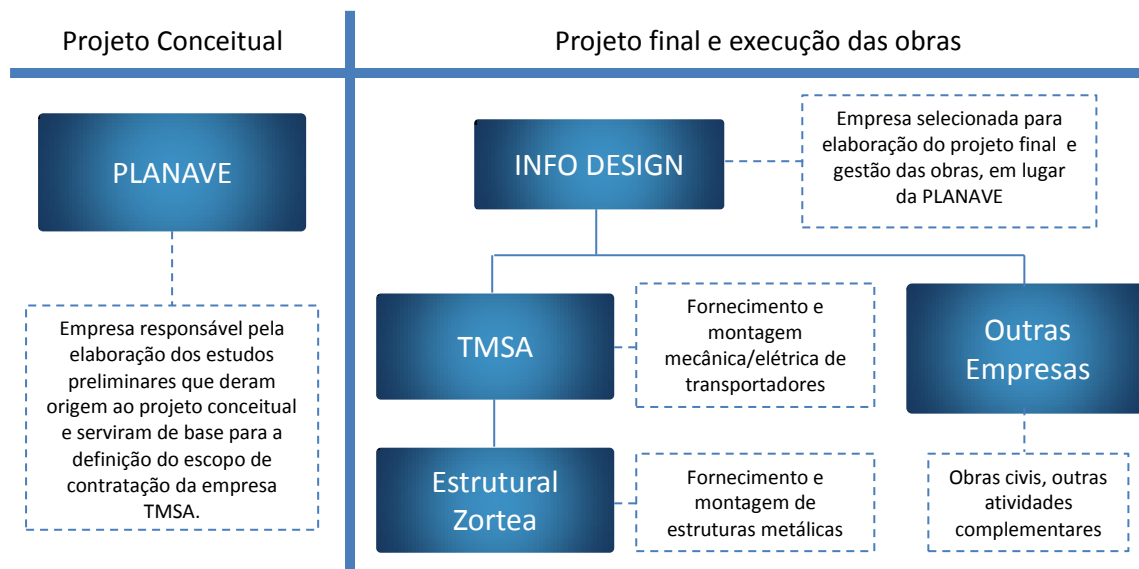 Projeto Conceitual
Projeto final e execução das obras
PLANAVE
Empresa responsável pela
elaboração dos estudos
preliminares que deram
origem ao projeto conceitual
e serviram de base para a
definição do escopo de
contratação da empresa
TMSA.
INFO DESIGN
Empresa selecionada para
elaboração do projeto final e
gestão das obras, em lugar
da PLANAVE
TMSA
Fornecimento e
montagem
mecânica/elétrica de
transportadores
Outras
Empresas
Estrutural
Zortea
Fornecimento e
montagem de
estruturas metálicas
Obras civis, outras
atividades
complementares